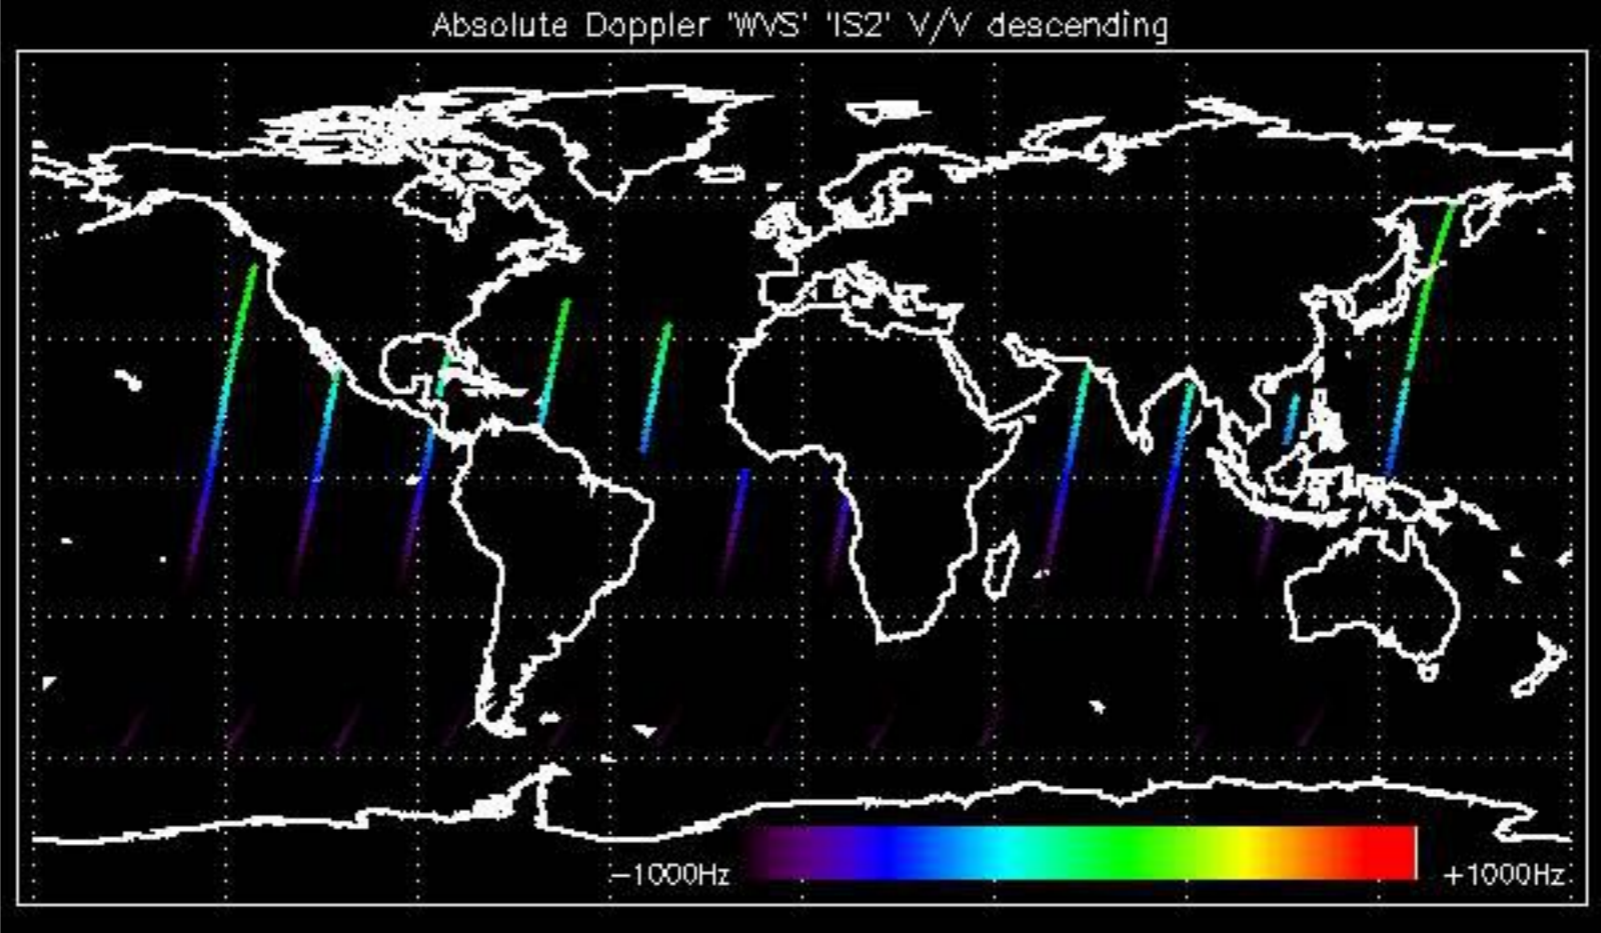 Absolute Doppler 'WVS' 'IS2' V/V descending
-1000Hz
+1000Hz